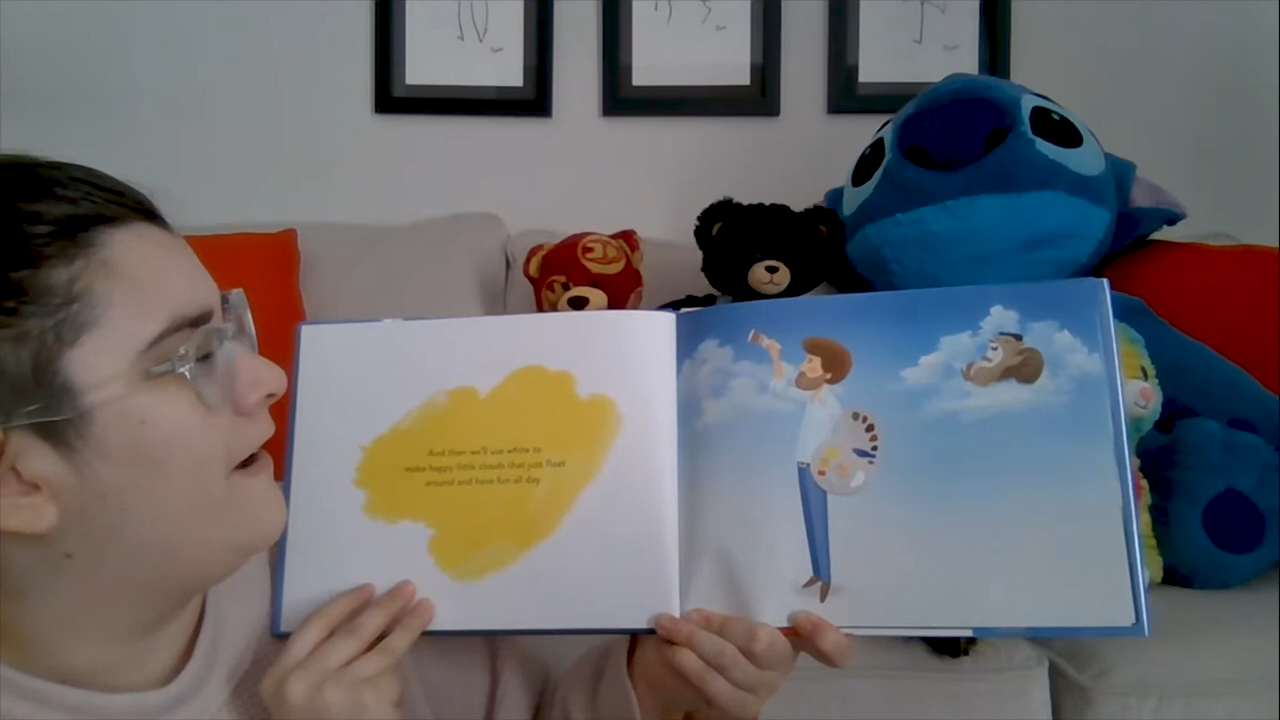 And then we'll use white to
make happy little clouds that just float
around and have fun all day.